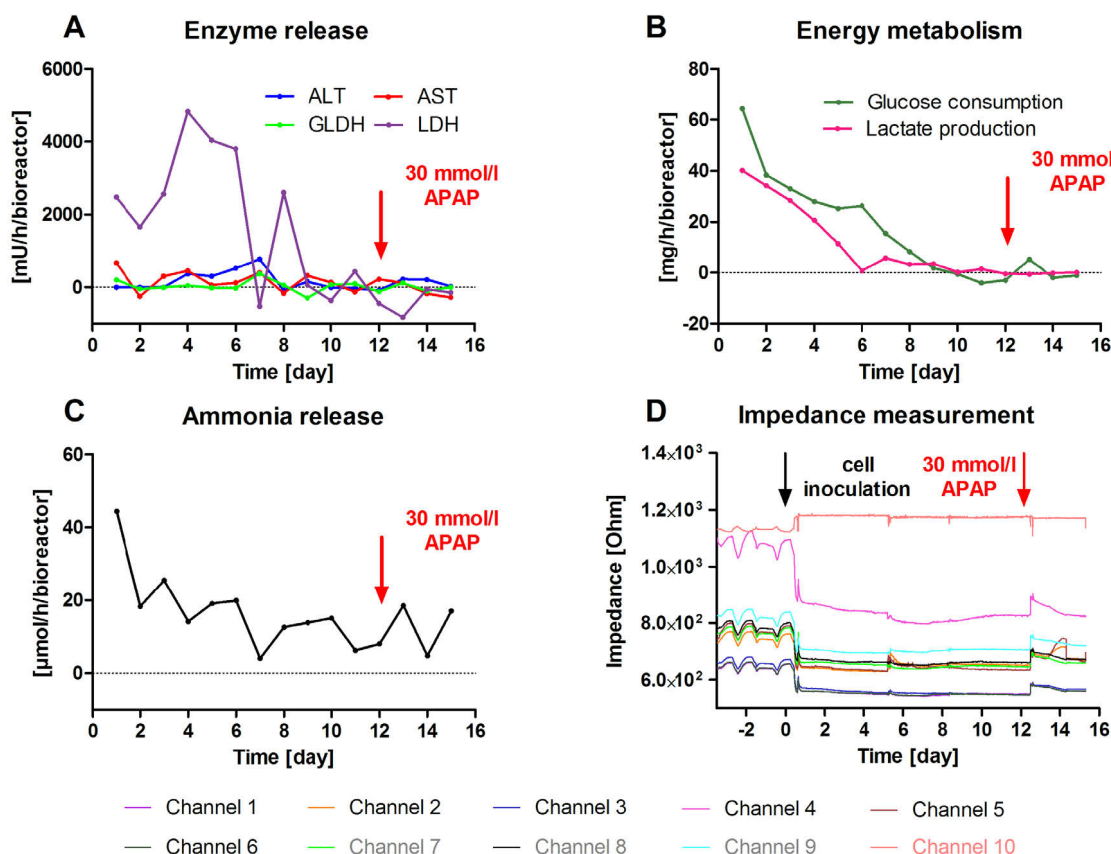 A
Enzyme release
6000
4000
2000
0
[mU/h/bioreactor]
ALT
AST
GLDH
LDH
30 mmol/l
APAP
0 2 4 6 8 10 12 14 16
Time [day]
B
Energy metabolism
80
60
40
20
0
-20
[mg/h/bioreactor]
Glucose consumption
Lactate production
30 mmol
APAP
0 2 4 6 8 10 12 14 16
Time [day]
C
Ammonia release
60
40
20
0
[µmol/h/bioreactor]
30 mmol/l
APAP
0 2 4 6 8 10 12 14 16
Time [day]
D
Impedance measurement
1.4×10³
1.2×10³
1.0×10³
8.0×10²
6.0×10²
Impedance [Ohm]
cell
inoculation
30 mmol/l
APAP
-2 0 2 4 6 8 10 12 14 16
Time [day]
Channel 1
Channel 2
Channel 3
Channel 4
Channel 5
Channel 6
Channel 7
Channel 8
Channel 9
Channel 10